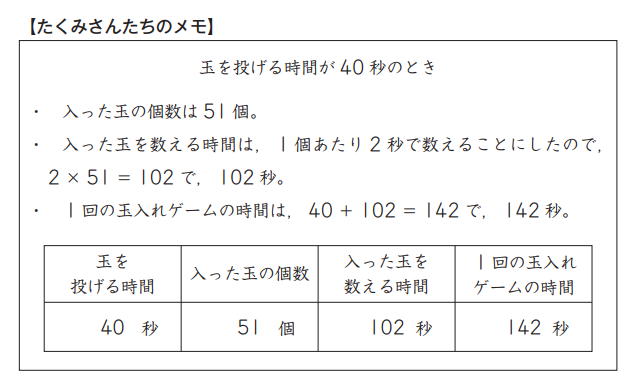 【たくみさんたちのメモ】
玉を投げる時間が 40 秒のとき
・ 入った玉の個数は 51 個。
・ 入った玉を数える時間は, 1 個あたり 2 秒で数えることにしたので,
2 × 51 = 102 で, 102 秒。
・ 1 回の玉入れゲームの時間は, 40 + 102 = 142 で, 142 秒。
玉を
投げる時間
入った玉の個数
入った玉を
数える時間
1 回の玉入れ
ゲームの時間
40 秒
51 個
102 秒
142 秒